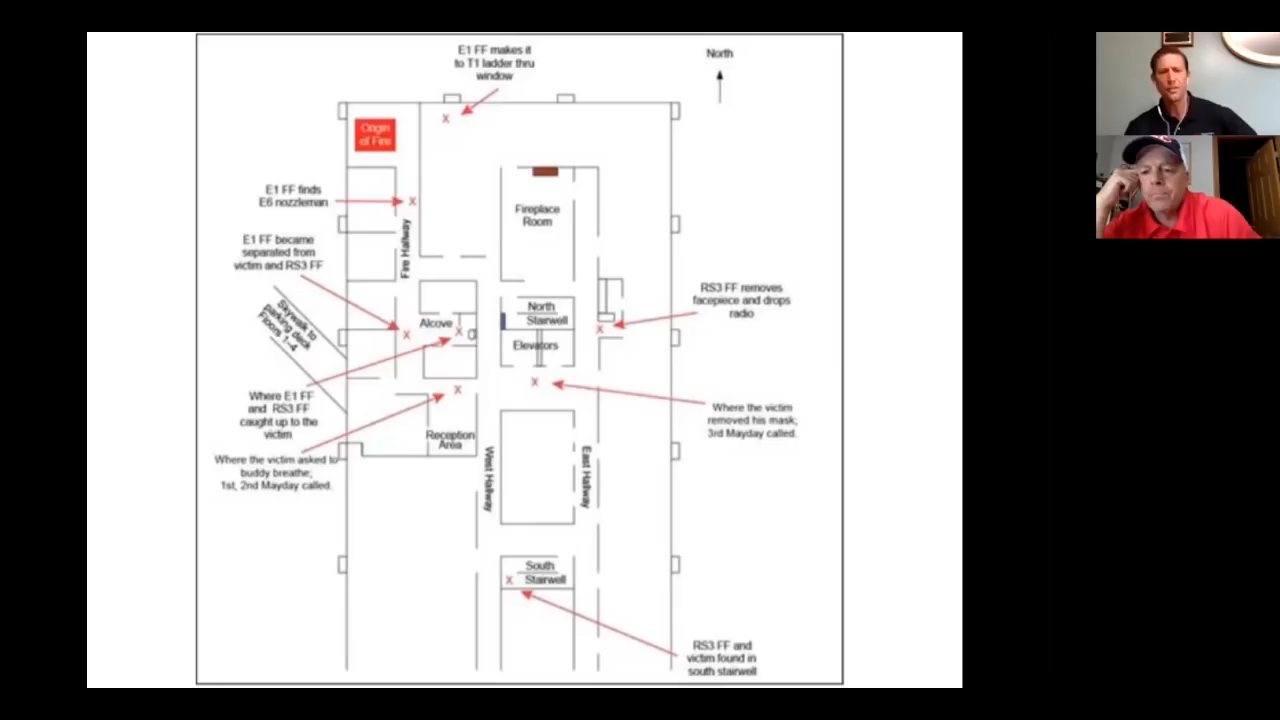 E1 FF makes it
to T1 ladder thru
window
North
Origin
of Fire
E1 FF finds
E6 nozzleman
Fireplace
Room
Fire Hallway
E1 FF became
separated from
victim and RS3 FF
RS3 FF removes
facepiece and drops
radio
Skywalk to
parking deck
Floors 1-4
Alcove
North
Stairwell
Elevators
Where E1 FF
and RS3 FF
caught up to the
victim
Where the victim
removed his mask;
3rd Mayday called.
Reception
Area
Where the victim asked to
buddy breathe;
1st, 2nd Mayday called.
West Hallway
East Hallway
South
Stairwell
RS3 FF and
victim found in
south stairwell
X
X
X
X
X
X
X
X